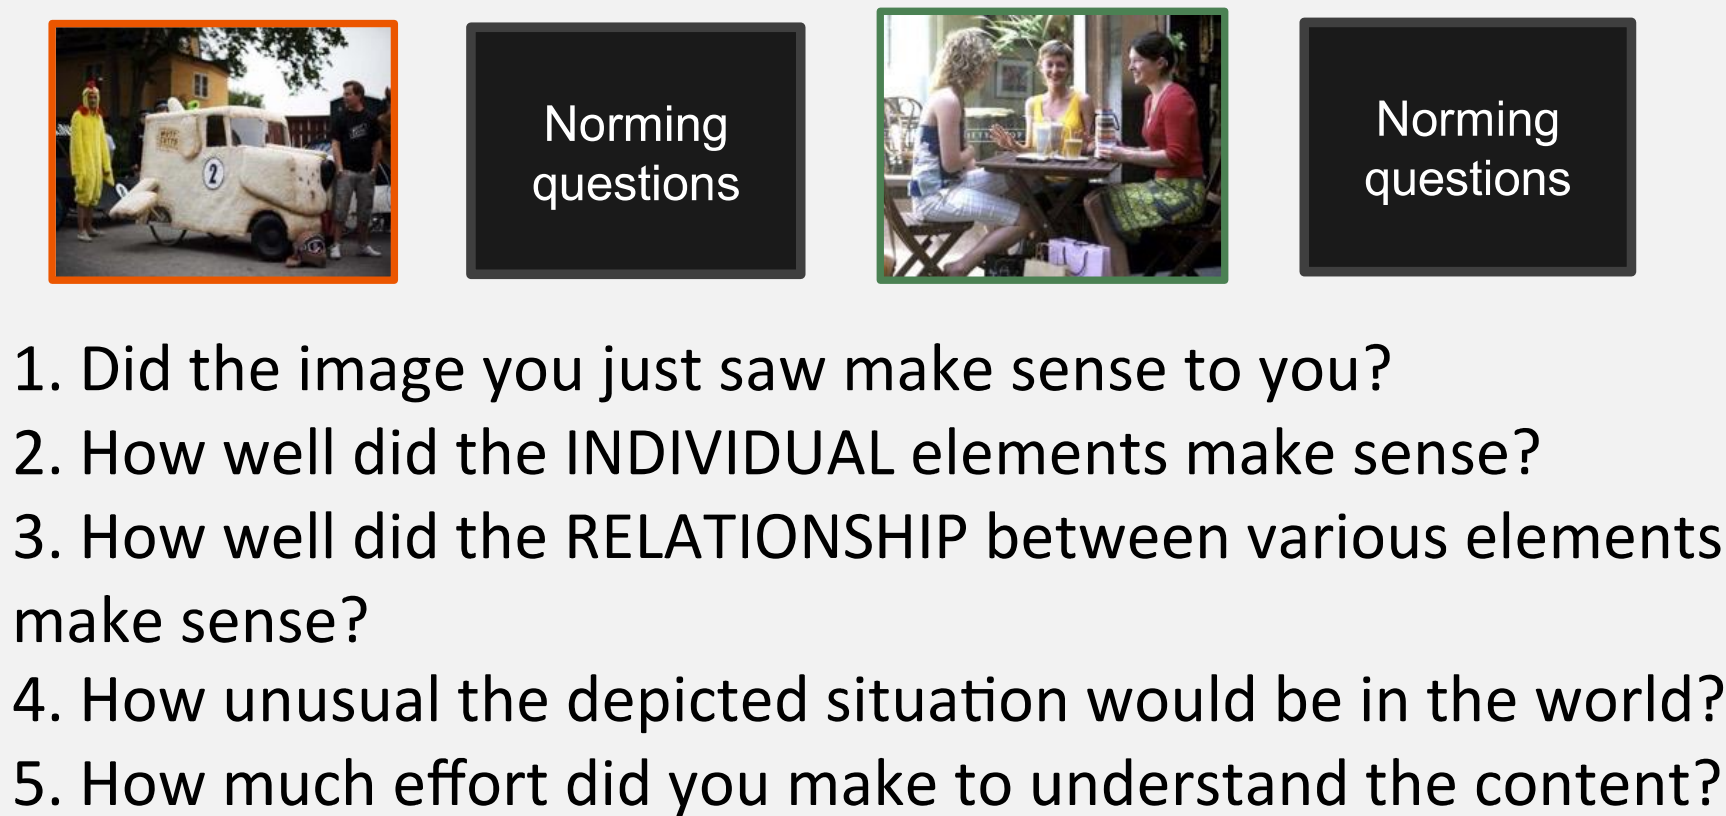 2
Norming
questions
Norming
questions
1. Did the image you just saw make sense to you?
2. How well did the INDIVIDUAL elements make sense?
3. How well did the RELATIONSHIP between various elements
make sense?
4. How unusual the depicted situation would be in the world?
5. How much effort did you make to understand the content?